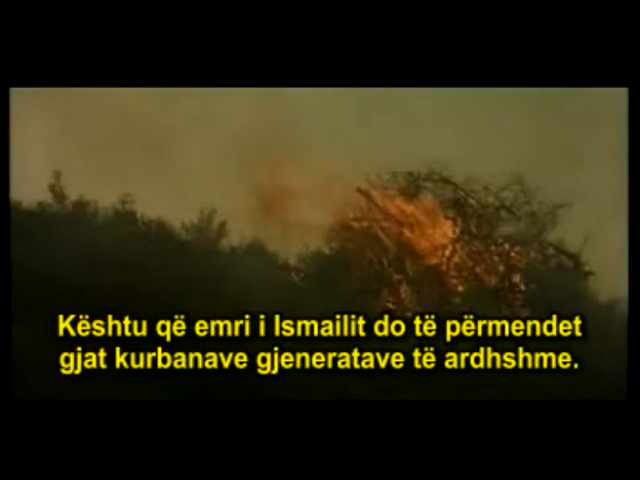 Kështu që emri i Ismailit do të përmendet
gjat kurbanave gjeneratave të ardhshme.